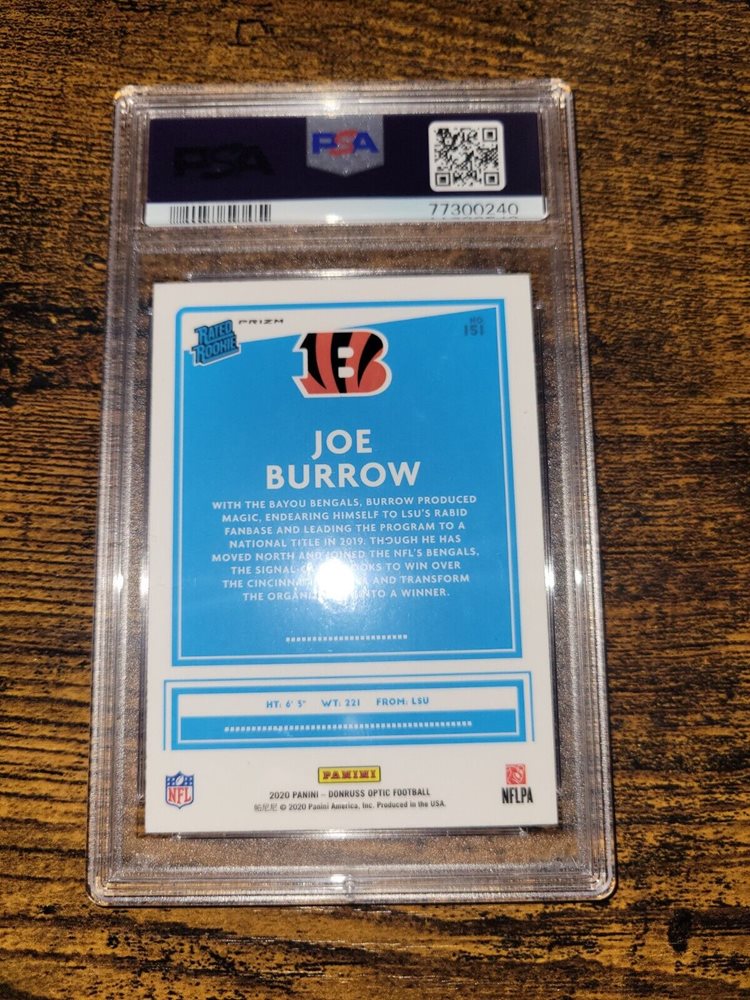 PSA
PSA
77300240
RATED
ROOKIE
PRIZM
NO
151
B
JOE
BURROW
WITH THE BAYOU BENGALS, BURROW PRODUCED
MAGIC, ENDEARING HIMSELF TO LSU'S RABID
FANBASE AND LEADING THE PROGRAM TO A
NATIONAL TITLE IN 2019. THOUGH HE HAS
MOVED NORTH AND JOINED THE NFL'S BENGALS,
THE TO WIN OVER
THE AND TRANSFORM
THE INTO A WINNER.
HT: 6' 5" WT: 221 FROM: LSU
PANINI
NFL
2020 PANINI – DONRUSS OPTIC FOOTBALL
帕尼尼 © 2020 Panini America, Inc. Produced in the USA.
NFLPA